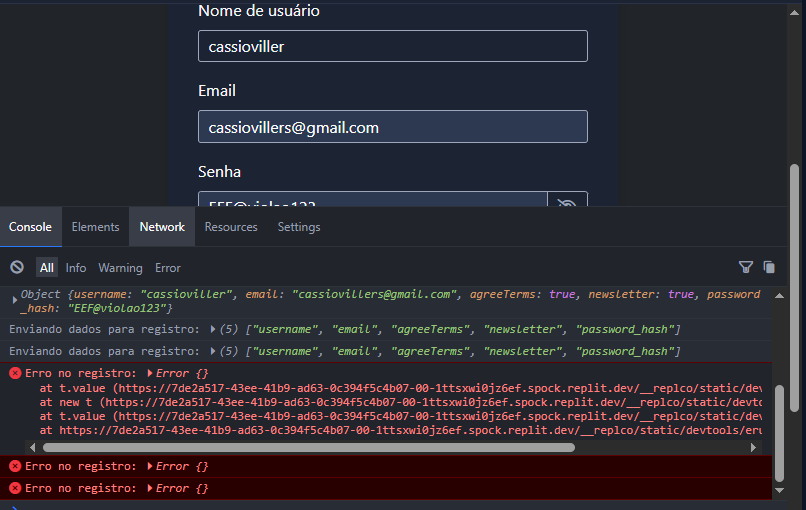 Nome de usuário
cassioviller
Email
cassiovillers@gmail.com
Senha
EEF@violao123
Console Elements Network Resources Settings
All Info Warning Error
Object {username: "cassioviller", email: "cassiovillers@gmail.com", agreeTerms: true, newsletter: true, password
_hash: "EEF@violao123"}
Enviando dados para registro: (5) ["username", "email", "agreeTerms", "newsletter", "password_hash"]
Enviando dados para registro: (5) ["username", "email", "agreeTerms", "newsletter", "password_hash"]
Erro no registro: Error {}
at t.value (https://7de2a517-43ee-41b9-ad63-0c394f5c4b07-00-1ttsxwi0jz6ef.spock.replit.dev/__replco/static/dev
at new t (https://7de2a517-43ee-41b9-ad63-0c394f5c4b07-00-1ttsxwi0jz6ef.spock.replit.dev/__replco/static/devto
at t.value (https://7de2a517-43ee-41b9-ad63-0c394f5c4b07-00-1ttsxwi0jz6ef.spock.replit.dev/__replco/static/dev
at https://7de2a517-43ee-41b9-ad63-0c394f5c4b07-00-1ttsxwi0jz6ef.spock.replit.dev/__replco/static/devtools/eru
Erro no registro: Error {}
Erro no registro: Error {}